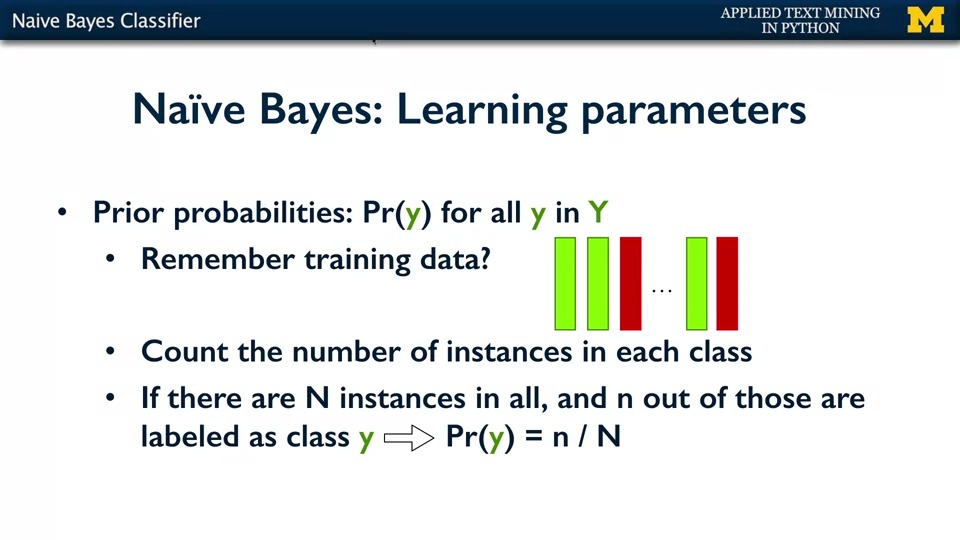 Naive Bayes Classifier
APPLIED TEXT MINING
IN PYTHON
M
Naïve Bayes: Learning parameters
• Prior probabilities: Pr(y) for all y in Y
• Remember training data?
...
• Count the number of instances in each class
• If there are N instances in all, and n out of those are
labeled as class y ⇨ Pr(y) = n / N